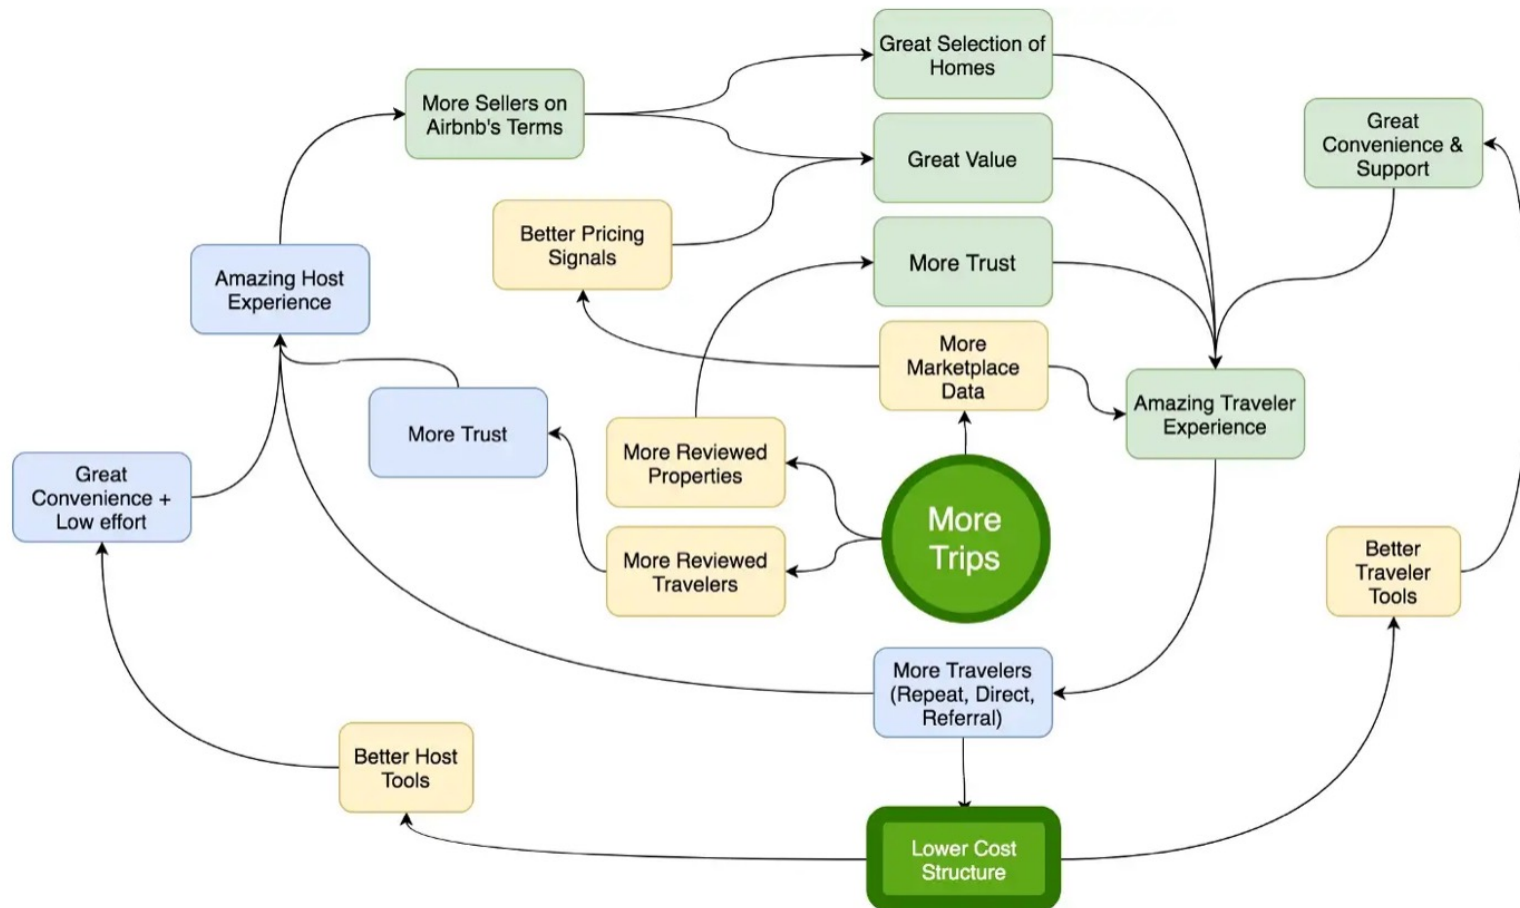 Great Selection of
Homes
More Sellers on
Airbnb's Terms
Great
Convenience &
Support
Great Value
Better Pricing
Signals
More Trust
Amazing Host
Experience
More
Marketplace
Data
Amazing Traveler
Experience
More Trust
More Reviewed
Properties
Great
Convenience +
Low effort
More
Trips
More Reviewed
Travelers
Better
Traveler
Tools
More Travelers
(Repeat, Direct,
Referral)
Better Host
Tools
Lower Cost
Structure